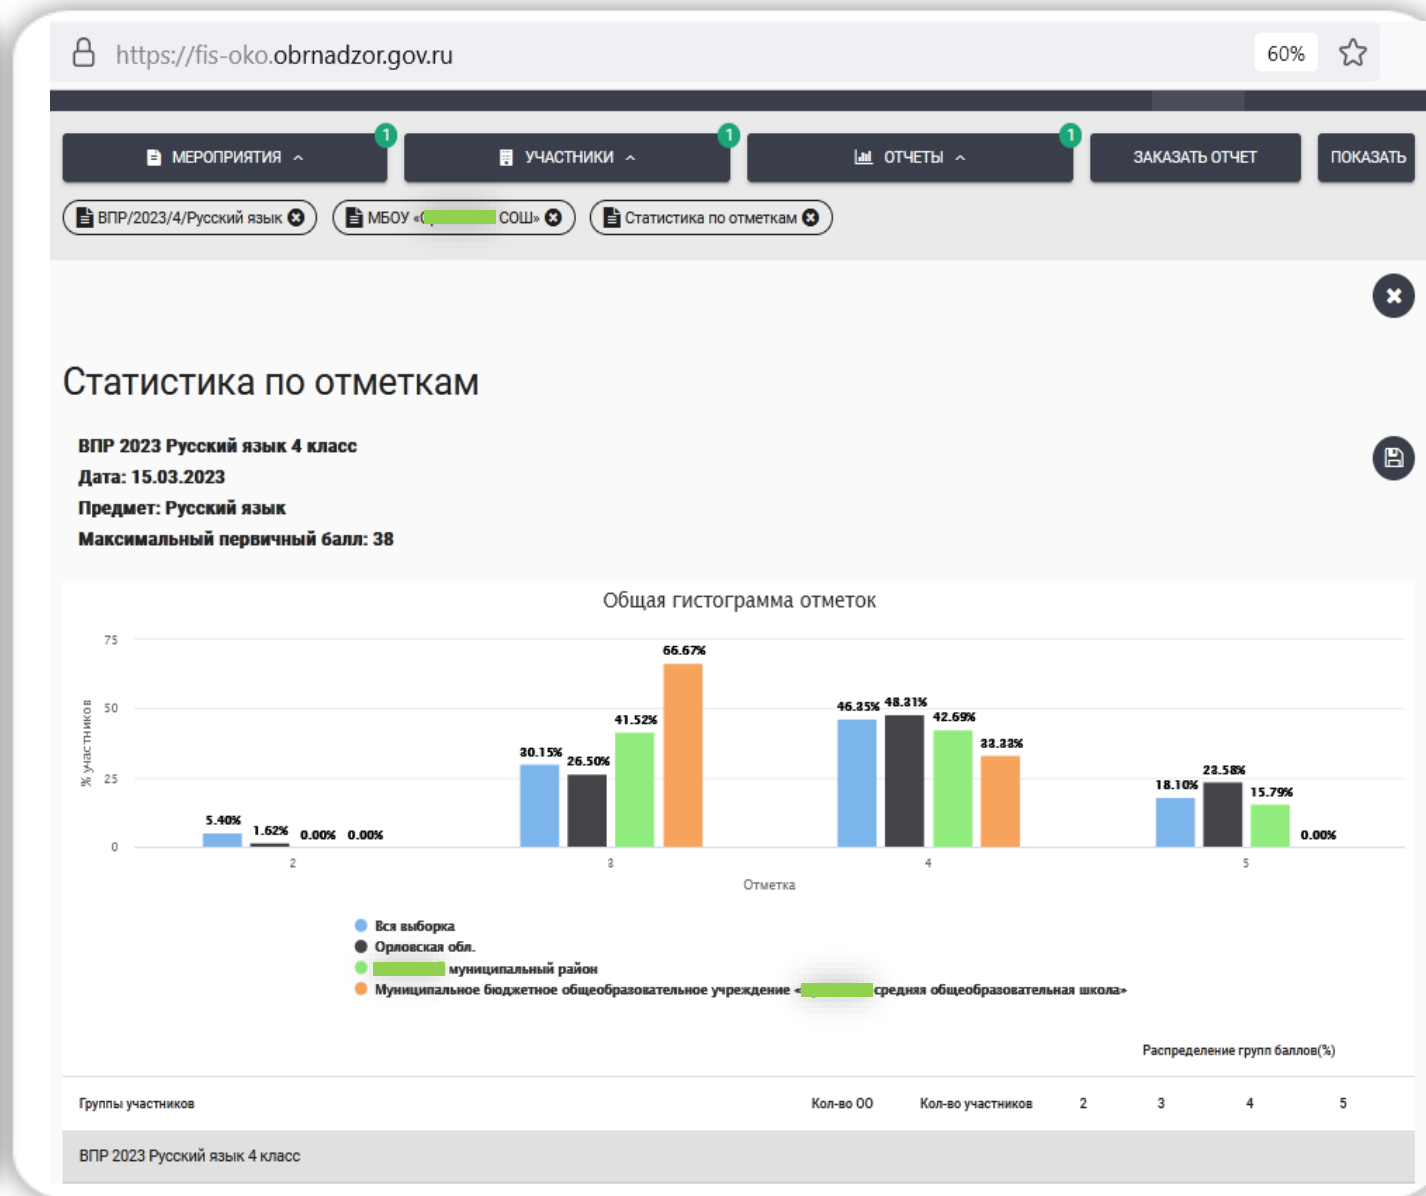 https://fis-oko.obrnadzor.gov.ru
60%
МЕРОПРИЯТИЯ 1
УЧАСТНИКИ 1
ОТЧЕТЫ 1
ЗАКАЗАТЬ ОТЧЕТ
ПОКАЗАТЬ
ВПР/2023/4/Русский язык
МБОУ « СОШ»
Статистика по отметкам
Статистика по отметкам
ВПР 2023 Русский язык 4 класс
Дата: 15.03.2023
Предмет: Русский язык
Максимальный первичный балл: 38
Общая гистограмма отметок
% участников
75
50
25
0
5.40% 1.62% 0.00% 0.00%
30.15% 26.50% 41.52% 66.67%
46.35% 48.31% 42.69% 33.33%
18.10% 23.58% 15.79% 0.00%
2 3 4 5
Отметка
Вся выборка
Орловская обл.
муниципальный район
Муниципальное бюджетное общеобразовательное учреждение « средняя общеобразовательная школа»
Распределение групп баллов(%)
Группы участников Кол-во ОО Кол-во участников 2 3 4 5
ВПР 2023 Русский язык 4 класс